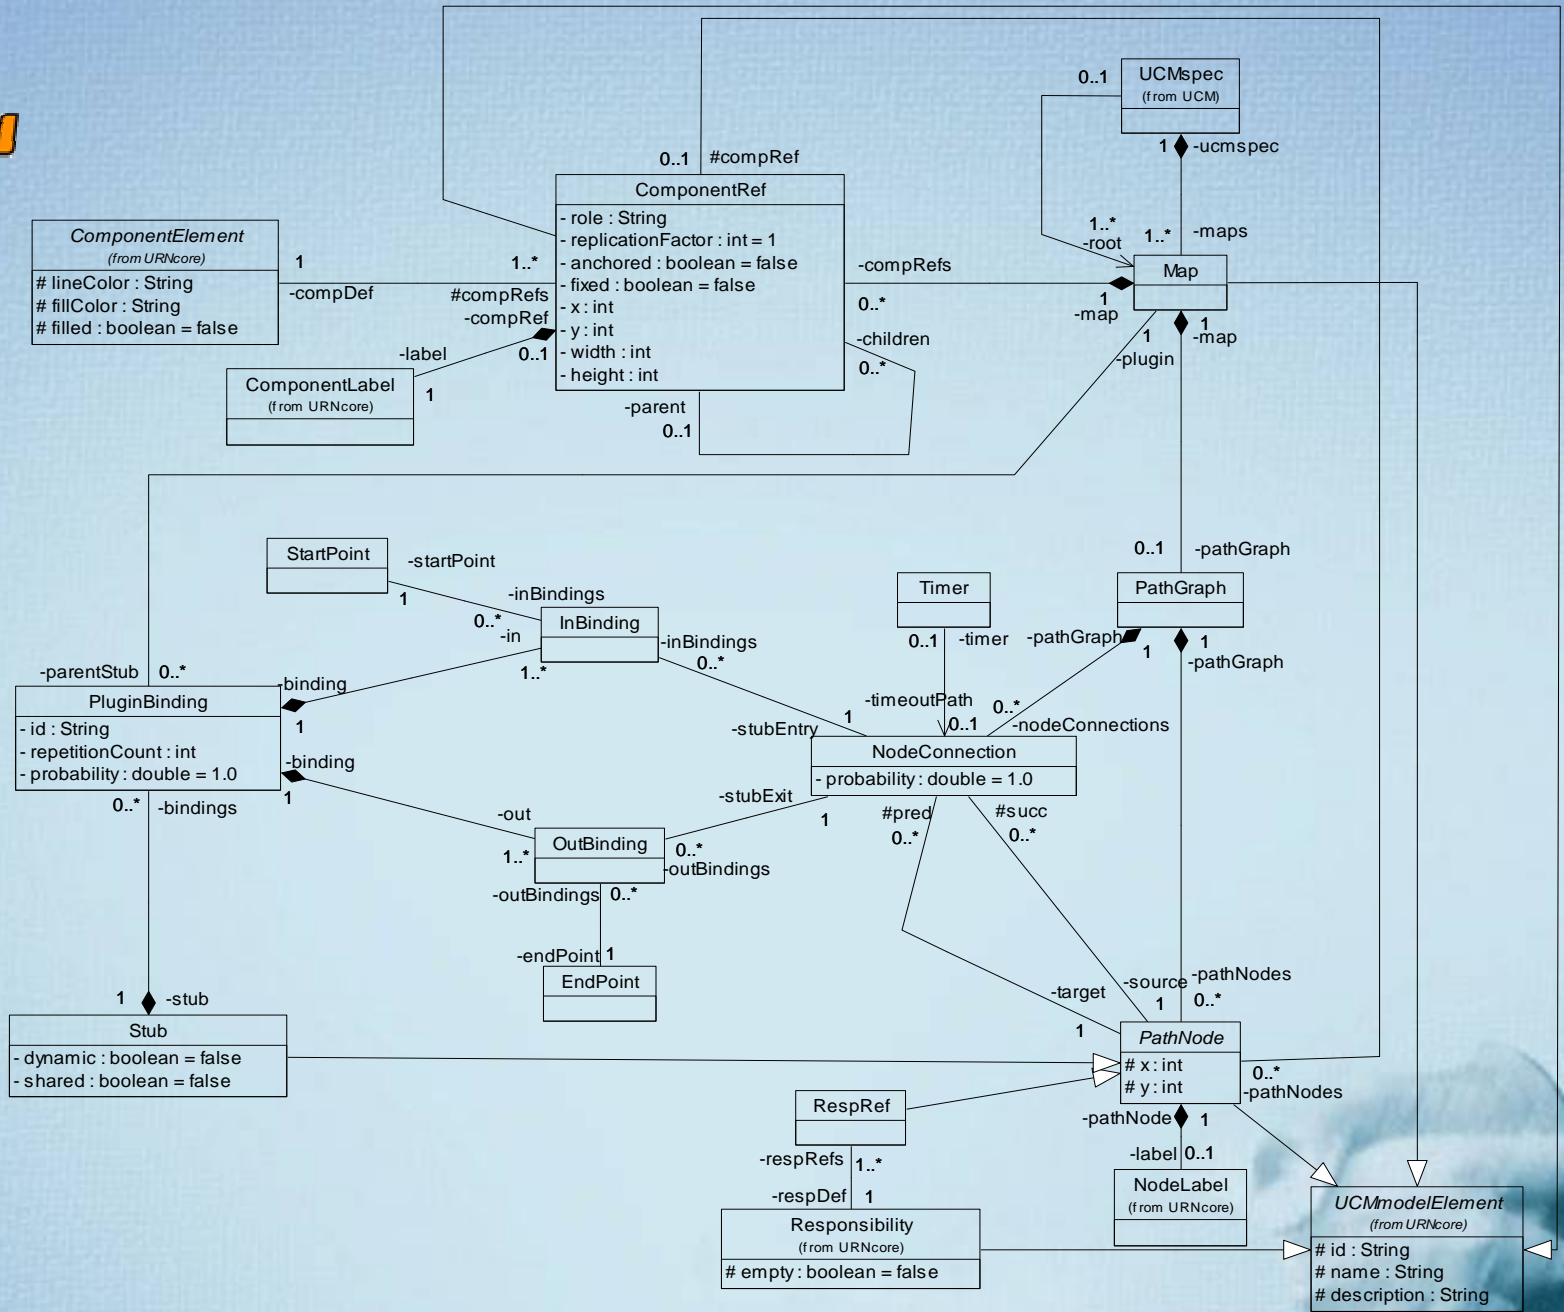 0..1
UCMspec
(from UCM)
1
-ucmspec
0..1
#compRef
ComponentRef
- role : String
- replicationFactor : int = 1
- anchored : boolean = false
- fixed : boolean = false
- x : int
- y : int
- width : int
- height : int
ComponentElement
(from URNcore)
# lineColor : String
# fillColor : String
# filled : boolean = false
1
-compDef
1..*
#compRefs
-compRef
0..1
-label
1
ComponentLabel
(from URNcore)
-compRefs
0..*
-children
0..*
-parent
0..1
1..*
-root
1..*
-maps
Map
1
-map
1
-plugin
1
-map
0..1
-pathGraph
StartPoint
-startPoint
1
-inBindings
0..*
-in
1..*
InBinding
-inBindings
0..*
Timer
0..1
-timer
PathGraph
-pathGraph
1
1
-pathGraph
-parentStub
0..*
PluginBinding
- id : String
- repetitionCount : int
- probability : double = 1.0
-binding
1
-binding
1
0..*
-bindings
-timeoutPath
0..1
0..*
-nodeConnections
1
-stubEntry
NodeConnection
- probability : double = 1.0
-stubExit
1
#pred
0..*
#succ
0..*
-out
1..*
OutBinding
0..*
-outBindings
-outBindings
0..*
-endPoint
1
EndPoint
1
-stub
Stub
- dynamic : boolean = false
- shared : boolean = false
-target
1
-source
1
-pathNodes
0..*
PathNode
# x : int
# y : int
0..*
-pathNodes
-pathNode
1
-label
0..1
NodeLabel
(from URNcore)
RespRef
-respRefs
1..*
-respDef
1
Responsibility
(from URNcore)
# empty : boolean = false
UCMmodelElement
(from URNcore)
# id : String
# name : String
# description : String